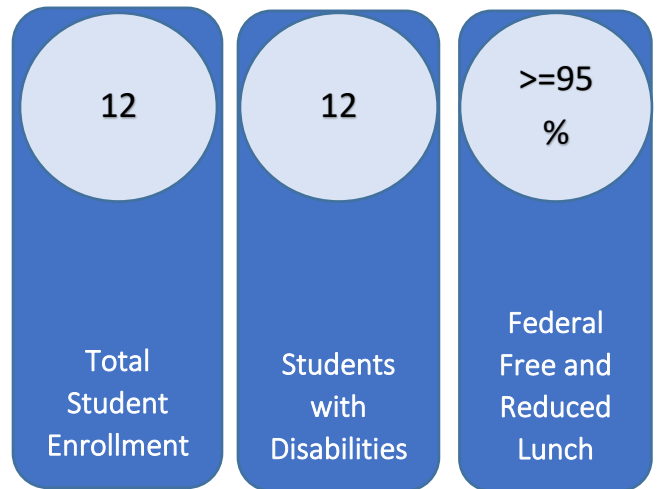 12
Total
Student
Enrollment
12
Students
with
Disabilities
>=95
%
Federal
Free and
Reduced
Lunch